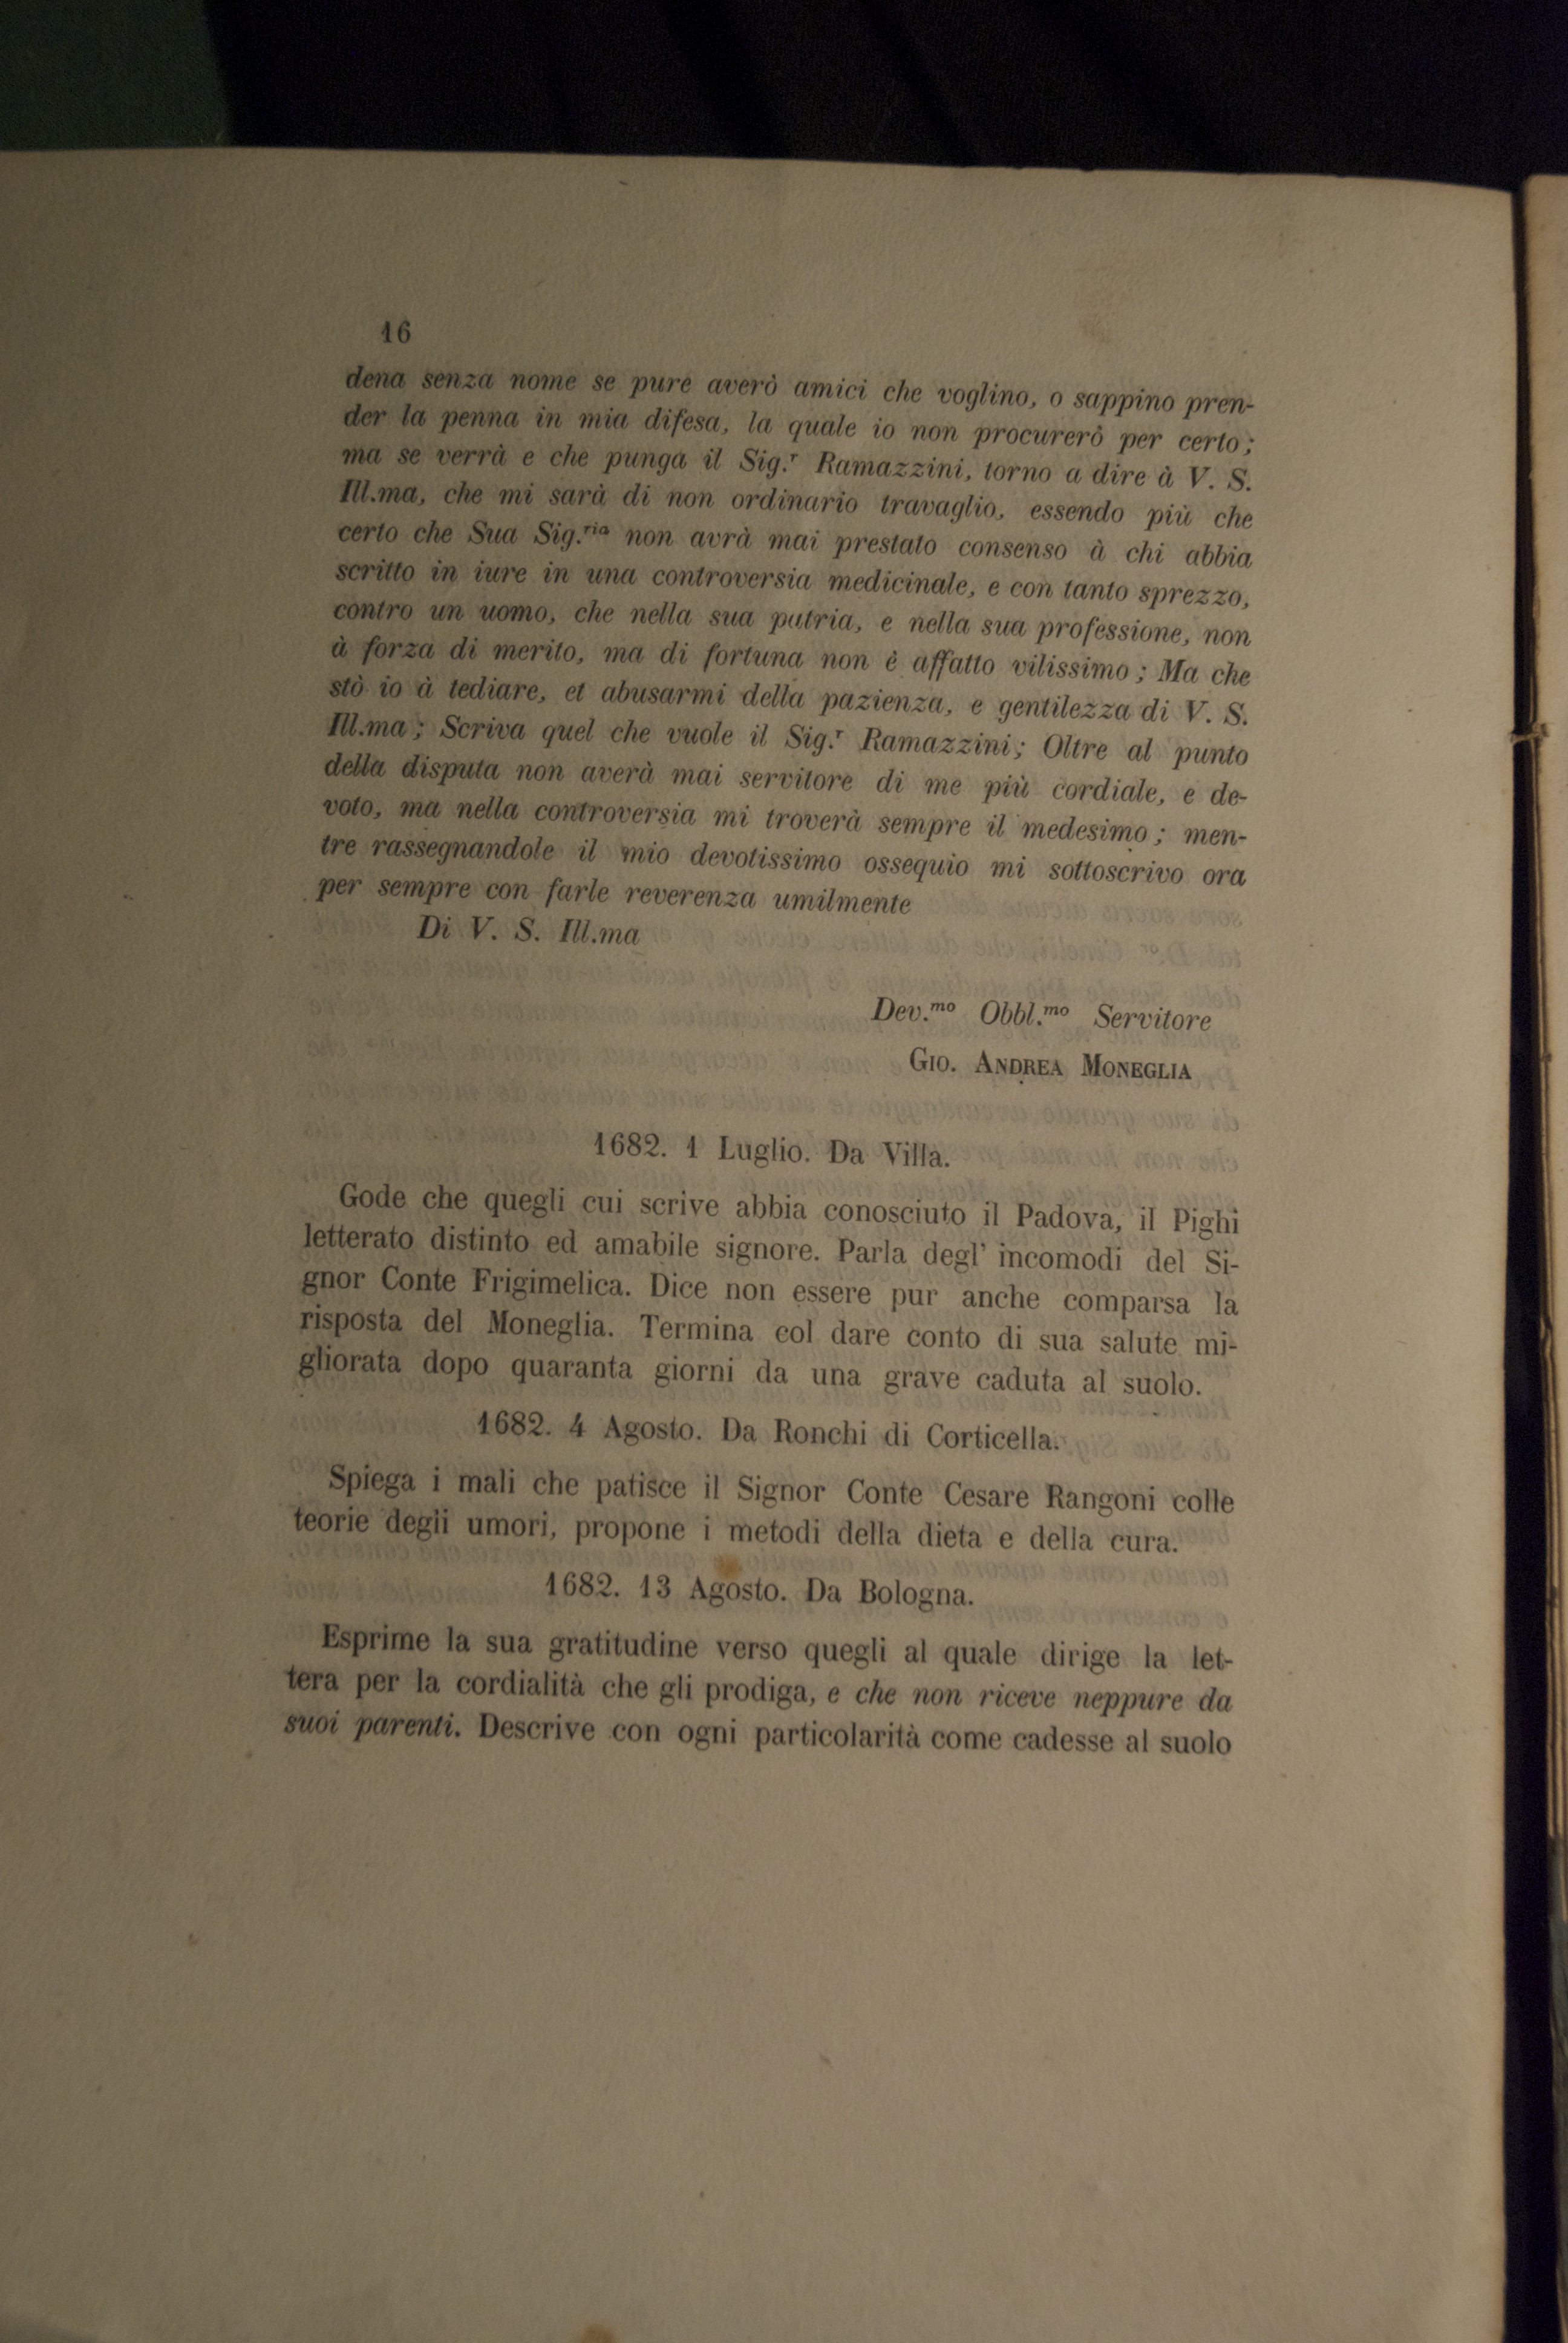 16
dena senza nome se pure averò amici che voglino, o sappino pren-
der la penna in mia difesa, la quale io non procurerò per certo;
ma se verrà e che punga il Sig.r Ramazzini, torno a dire à V. S.
Ill.ma, che mi sarà di non ordinario travaglio, essendo più che
certo che Sua Sig.ria non avrà mai prestato consenso à chi abbia
scritto in iure in una controversia medicinale, e con tanto sprezzo,
contro un uomo, che nella sua patria, e nella sua professione, non
à forza di merito, ma di fortuna non è affatto vilissimo; Ma che
stò io à tediare, et abusarmi della pazienza, e gentilezza di V. S.
Ill.ma; Scriva quel che vuole il Sig.r Ramazzini; Oltre al punto
della disputa non averà mai servitore di me più cordiale, e de-
voto, ma nella controversia mi troverà sempre il medesimo; men-
tre rassegnandole il mio devotissimo ossequio mi sottoscrivo ora
per sempre con farle reverenza umilmente
Di V. S. Ill.ma
Dev.mo Obbl.mo Servitore
Gio. Andrea Moneglia
1682. 1 Luglio. Da Villa.
Gode che quegli cui scrive abbia conosciuto il Padova, il Pighi
letterato distinto ed amabile signore. Parla degl' incomodi del Si-
gnor Conte Frigimelica. Dice non essere pur anche comparsa la
risposta del Moneglia. Termina col dare conto di sua salute mi-
gliorata dopo quaranta giorni da una grave caduta al suolo.
1682. 4 Agosto. Da Ronchi di Corticella.
Spiega i mali che patisce il Signor Conte Cesare Rangoni colle
teorie degli umori, propone i metodi della dieta e della cura.
1682. 13 Agosto. Da Bologna.
Esprime la sua gratitudine verso quegli al quale dirige la let-
tera per la cordialità che gli prodiga, e che non riceve neppure da
suoi parenti. Descrive con ogni particolarità come cadesse al suolo